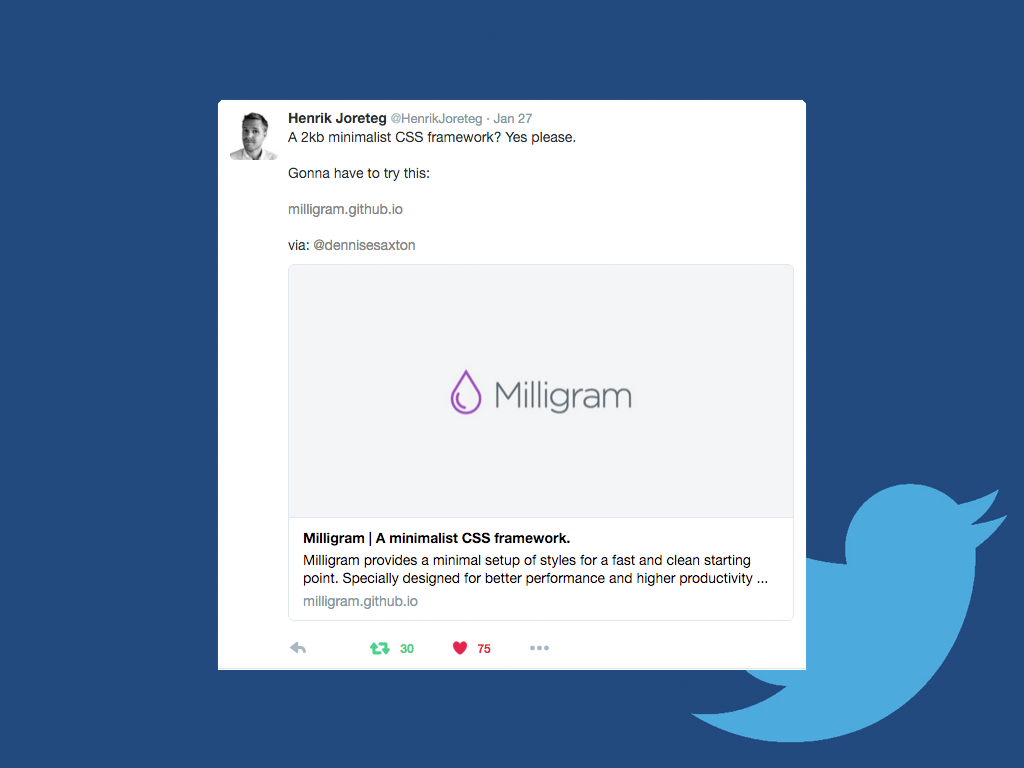 Henrik Joreteg @HenrikJoreteg · Jan 27
A 2kb minimalist CSS framework? Yes please.
Gonna have to try this:
milligram.github.io
via: @dennisesaxton
Milligram
Milligram | A minimalist CSS framework.
Milligram provides a minimal setup of styles for a fast and clean starting
point. Specially designed for better performance and higher productivity ...
milligram.github.io
30 75